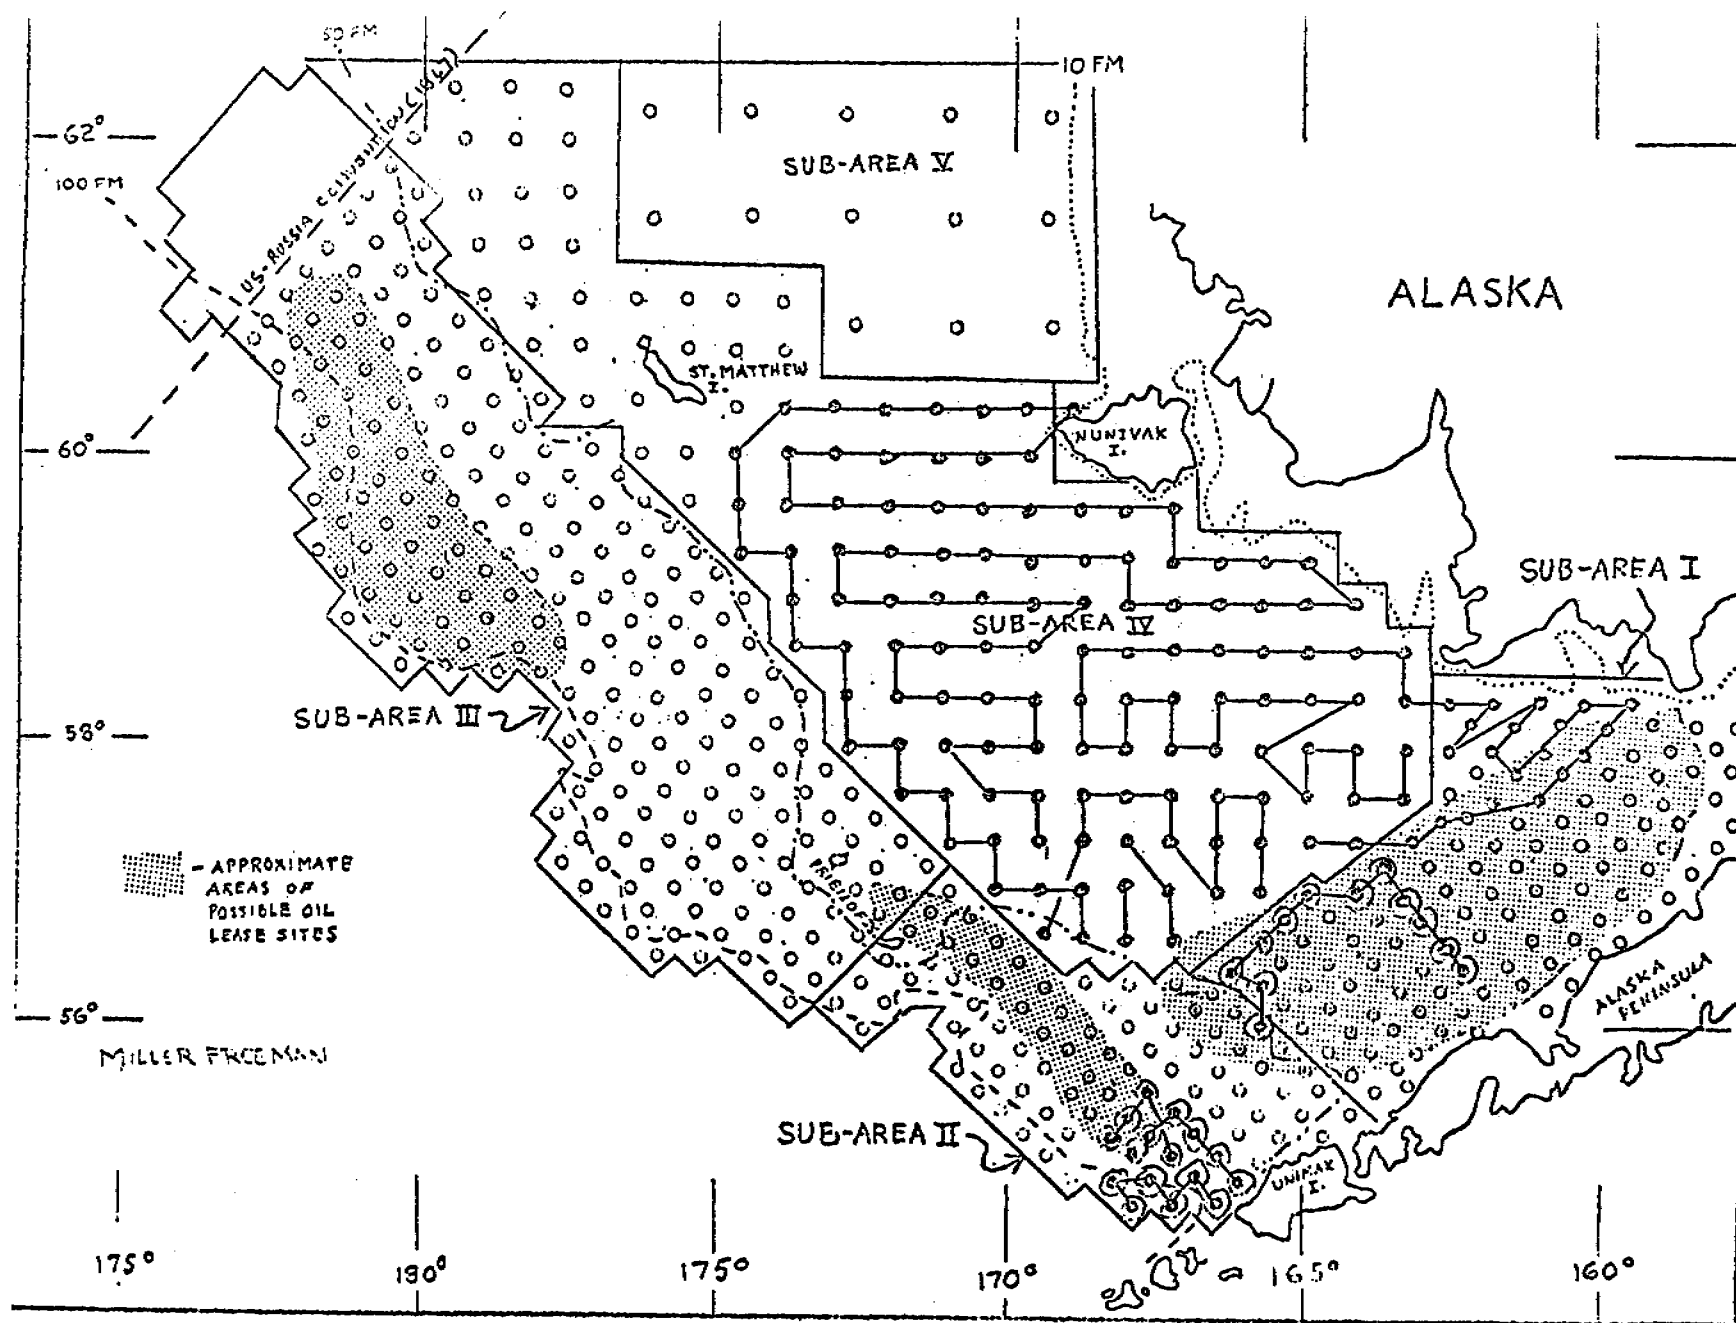 50 FM
10 FM
62°
SUB-AREA V
100 FM
US-RUSSIA CONVENTION (1867)
ALASKA
ST. MATTHEW
I.
60°
NUNIVAK
I.
SUB-AREA I
SUB-AREA IV
SUB-AREA III
58°
- APPROXIMATE
AREAS OF
POSSIBLE OIL
LEASE SITES
PRIBILOF
ALASKA
PENINSULA
56°
MILLER FREEMAN
SUB-AREA II
UNIMAK
I.
175°
180°
175°
170°
165°
160°